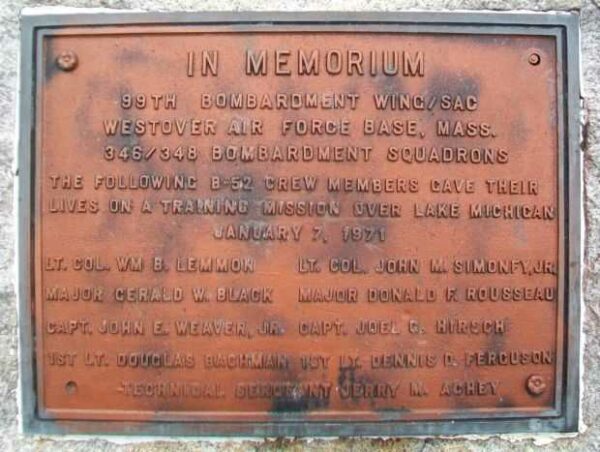 IN MEMORIUM
99TH BOMBARDMENT WING/SAC
WESTOVER AIR FORCE BASE, MASS.
346/348 BOMBARDMENT SQUADRONS
THE FOLLOWING B-52 CREW MEMBERS GAVE THEIR
LIVES ON A TRAINING MISSION OVER LAKE MICHIGAN
JANUARY 7, 1971
LT. COL. WM B. LEMMON LT. COL. JOHN M. SIMONFY, JR.
MAJOR GERALD W. BLACK MAJOR DONALD F. ROUSSEAU
CAPT. JOHN E. WEAVER, JR. CAPT. JOEL G. HIRSCH
1ST LT. DOUGLAS BACHMAN 1ST LT. DENNIS D. FERGUSON
TECHNICAL SERGEANT JERRY M. ACHEY